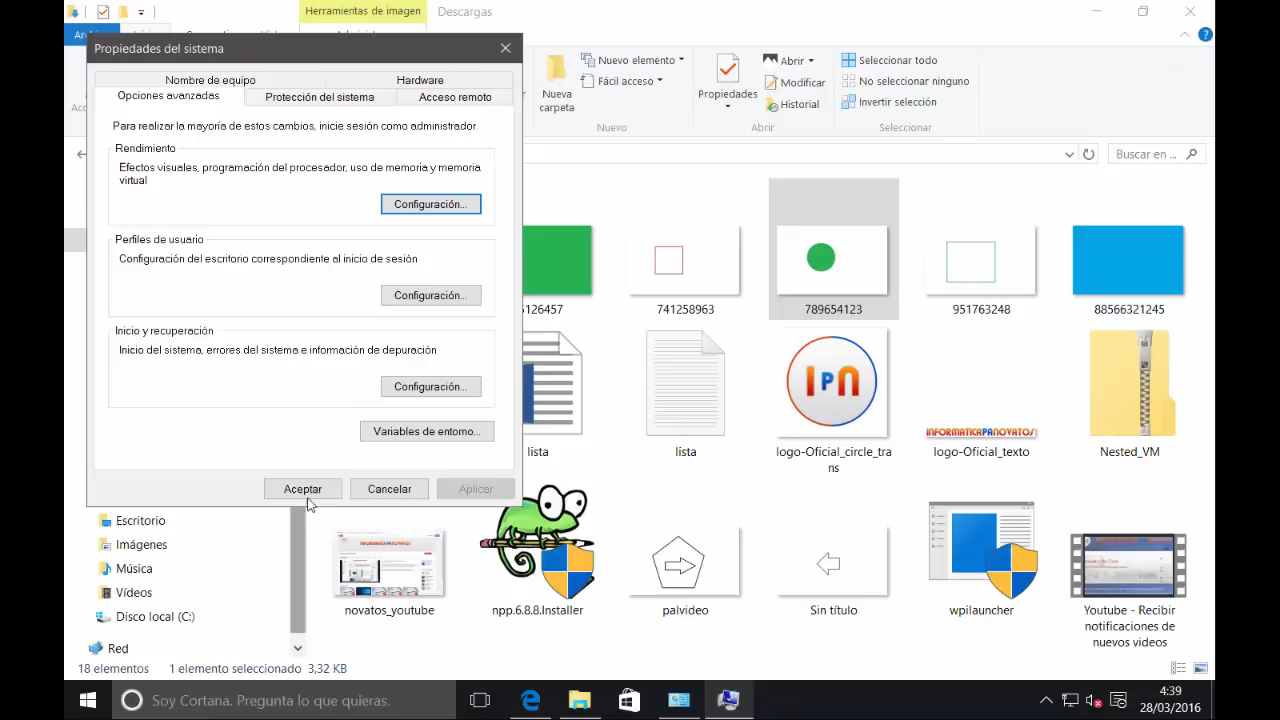 Herramientas de imagen
Descargas
Propiedades del sistema
Nombre de equipo
Hardware
Opciones avanzadas
Protección del sistema
Acceso remoto
Para realizar la mayoría de estos cambios, inicie sesión como administrador.
Rendimiento
Efectos visuales, programación del procesador, uso de memoria y memoria
virtual
Configuración...
Perfiles de usuario
Configuración del escritorio correspondiente al inicio de sesión
Configuración...
Inicio y recuperación
Inicio del sistema, errores del sistema e información de depuración
Configuración...
Variables de entorno...
Aceptar
Cancelar
Aplicar
Nueva
carpeta
Nuevo elemento
Fácil acceso
Nuevo
Propiedades
Abrir
Modificar
Historial
Abrir
Seleccionar todo
No seleccionar ninguno
Invertir selección
Seleccionar
Buscar en ...
126457
741258963
789654123
951763248
88566321245
lista
lista
IPN
logo-Oficial_circle_tra
ns
INFORMATICAPANOVATOS
logo-Oficial_texto
Nested_VM
novatos_youtube
npp.6.8.8.Installer
palvideo
Sin título
wpilauncher
Youtube - Recibir
notificaciones de
nuevos videos
Escritorio
Imágenes
Música
Vídeos
Disco local (C:)
Red
18 elementos
1 elemento seleccionado 3,32 KB
Soy Cortana. Pregunta lo que quieras.
4:39
28/03/2016